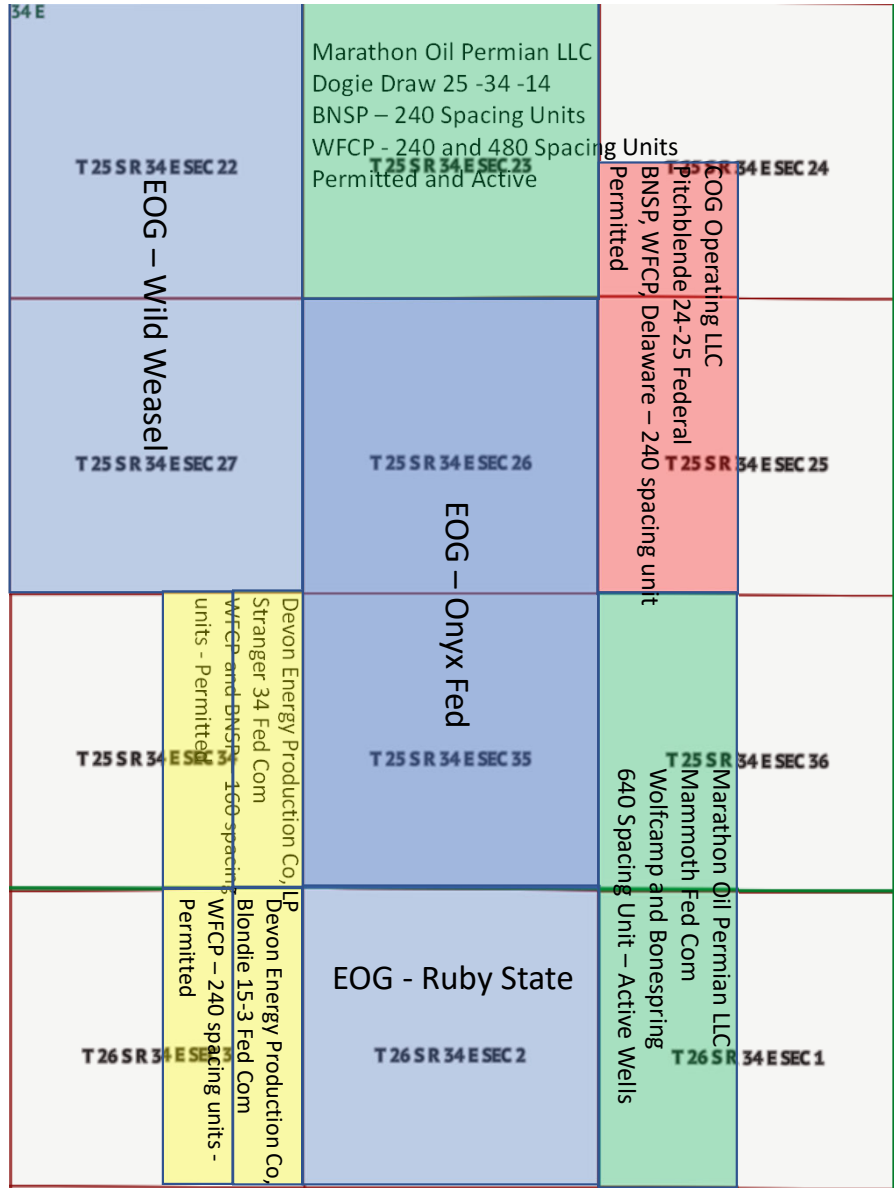 34 E
Marathon Oil Permian LLC
Dogie Draw 25 -34 -14
BNSP – 240 Spacing Units
WFCP - 240 and 480 Spacing Units
Permitted and Active
T 25 S R 34 E SEC 22
T 25 S R 34 E SEC 23
T 25 S R 34 E SEC 24
EOG – Wild Weasel
COG Operating LLC
Pitchblende 24-25 Federal
BNSP, WFCP, Delaware – 240 spacing unit
Permitted
T 25 S R 34 E SEC 27
T 25 S R 34 E SEC 26
T 25 S R 34 E SEC 25
EOG – Onyx Fed
Devon Energy Production Co, LP
Stranger 34 Fed Com
WFCP and BNSP - 160 spacing
units - Permitted
T 25 S R 34 E SEC 34
T 25 S R 34 E SEC 35
T 25 S R 34 E SEC 36
Marathon Oil Permian LLC
Mammoth Fed Com
Wolfcamp and Bonespring
640 Spacing Unit – Active Wells
Devon Energy Production Co,
Blondie 15-3 Fed Com
WFCP – 240 spacing units -
Permitted
EOG - Ruby State
T 26 S R 34 E SEC 3
T 26 S R 34 E SEC 2
T 26 S R 34 E SEC 1